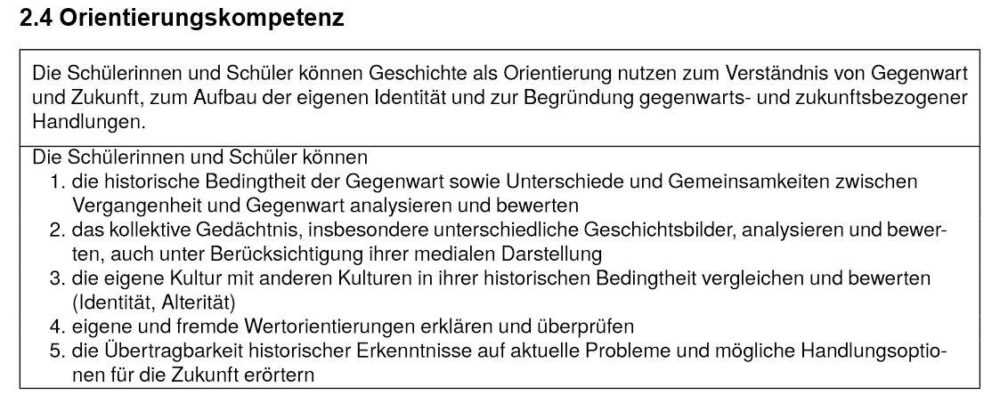 2.4 Orientierungskompetenz
Die Schülerinnen und Schüler können Geschichte als Orientierung nutzen zum Verständnis von Gegenwart
und Zukunft, zum Aufbau der eigenen Identität und zur Begründung gegenwarts- und zukunftsbezogener
Handlungen.
Die Schülerinnen und Schüler können
1. die historische Bedingtheit der Gegenwart sowie Unterschiede und Gemeinsamkeiten zwischen
Vergangenheit und Gegenwart analysieren und bewerten
2. das kollektive Gedächtnis, insbesondere unterschiedliche Geschichtsbilder, analysieren und bewer-
ten, auch unter Berücksichtigung ihrer medialen Darstellung
3. die eigene Kultur mit anderen Kulturen in ihrer historischen Bedingtheit vergleichen und bewerten
(Identität, Alterität)
4. eigene und fremde Wertorientierungen erklären und überprüfen
5. die Übertragbarkeit historischer Erkenntnisse auf aktuelle Probleme und mögliche Handlungsoptio-
nen für die Zukunft erörtern